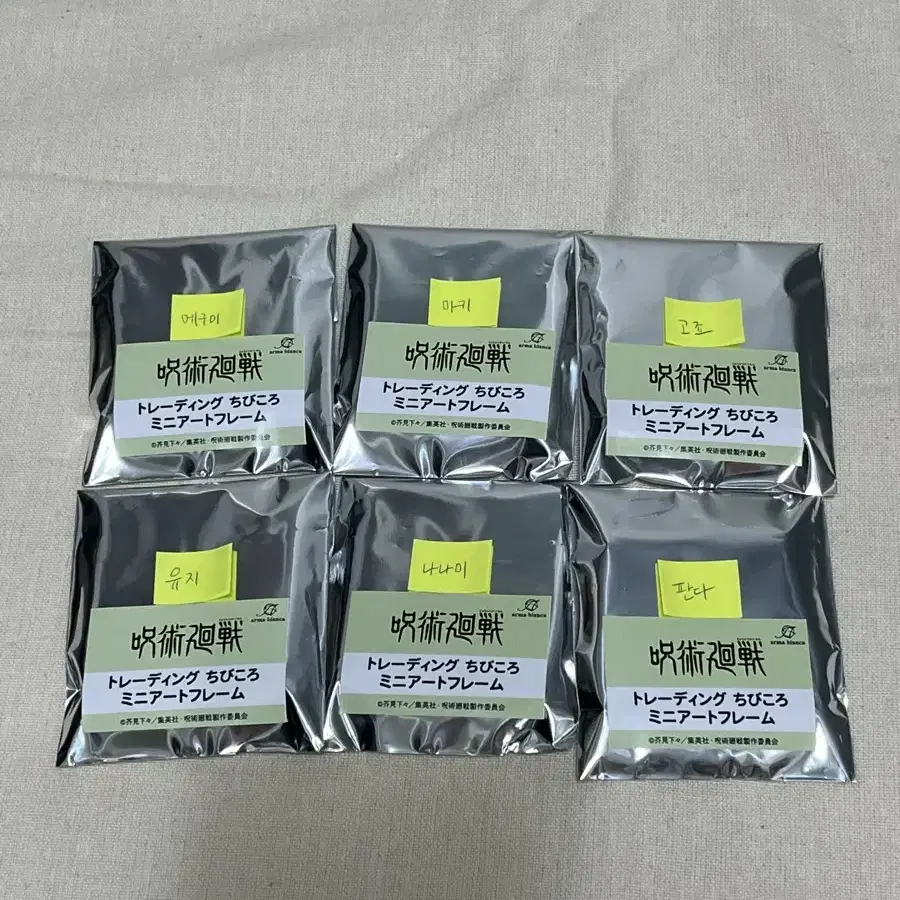 메구미
arma bianca
呪術廻戦
トレーディング ちびころ
ミニアートフレーム
©芥見下々／集英社・呪術廻戦製作委員会
마키
arma bianca
呪術廻戦
トレーディング ちびころ
ミニアートフレーム
©芥見下々／集英社・呪術廻戦製作委員会
고죠
arma bianca
呪術廻戦
トレーディング ちびころ
ミニアートフレーム
©芥見下々／集英社・呪術廻戦製作委員会
유지
arma bianca
呪術廻戦
トレーディング ちびころ
ミニアートフレーム
©芥見下々／集英社・呪術廻戦製作委員会
나나미
arma bianca
呪術廻戦
トレーディング ちびころ
ミニアートフレーム
©芥見下々／集英社・呪術廻戦製作委員会
판다
arma bianca
呪術廻戦
トレーディング ちびころ
ミニアートフレーム
©芥見下々／集英社・呪術廻戦製作委員会